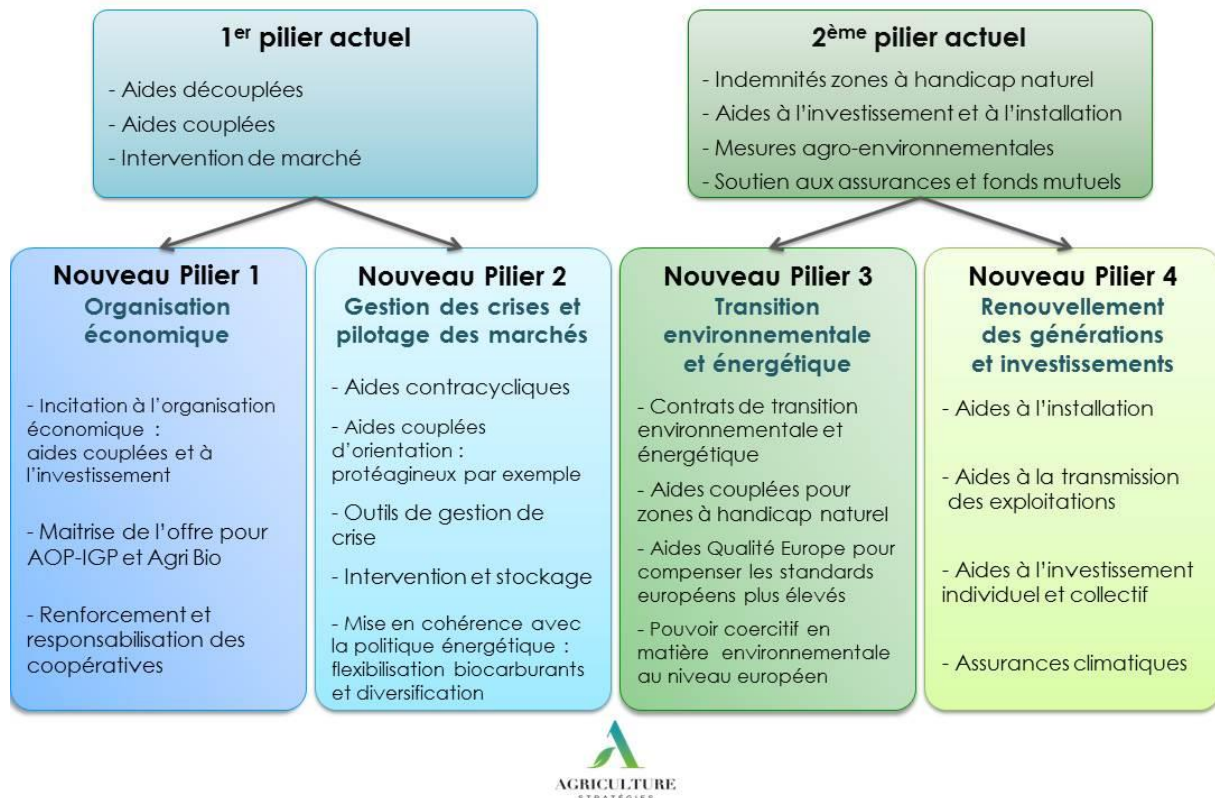 1er pilier actuel
- Aides découplées
- Aides couplées
- Intervention de marché
2ème pilier actuel
- Indemnités zones à handicap naturel
- Aides à l'investissement et à l'installation
- Mesures agro-environnementales
- Soutien aux assurances et fonds mutuels
Nouveau Pilier 1
Organisation
économique
- Incitation à l'organisation
économique :
aides couplées et à
l'investissement
- Maitrise de l'offre pour
AOP-IGP et Agri Bio
- Renforcement et
responsabilisation des
coopératives
Nouveau Pilier 2
Gestion des crises et
pilotage des marchés
- Aides contracycliques
- Aides couplées
d'orientation :
protéagineux par exemple
- Outils de gestion de
crise
- Intervention et stockage
- Mise en cohérence avec
la politique énergétique :
flexibilisation biocarburants
et diversification
Nouveau Pilier 3
Transition
environnementale
et énergétique
- Contrats de transition
environnementale et
énergétique
- Aides couplées pour
zones à handicap naturel
- Aides Qualité Europe pour
compenser les standards
européens plus élevés
- Pouvoir coercitif en
matière environnementale
au niveau européen
Nouveau Pilier 4
Renouvellement
des générations
et investissements
- Aides à l'installation
- Aides à la transmission
des exploitations
- Aides à l'investissement
individuel et collectif
- Assurances climatiques
AGRICULTURE
STRATÉGIES